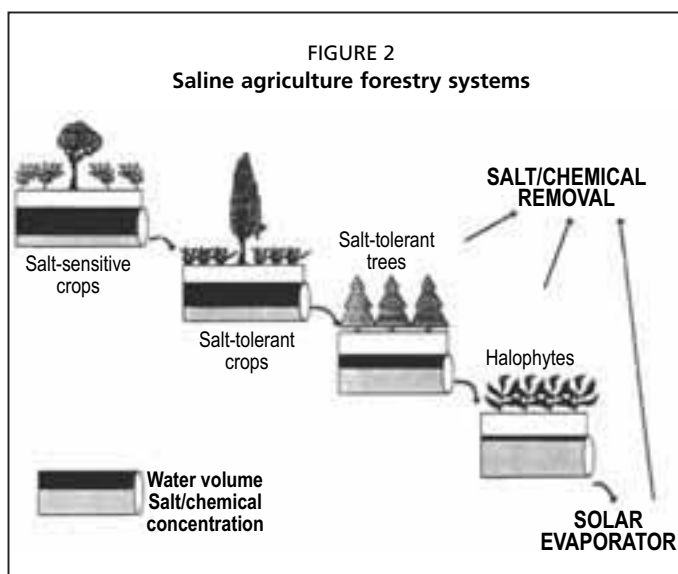 FIGURE 2
Saline agriculture forestry systems
Salt-sensitive
crops
Salt-tolerant
crops
Salt-tolerant
trees
Halophytes
SALT/CHEMICAL
REMOVAL
SOLAR
EVAPORATOR
Water volume
Salt/chemical
concentration